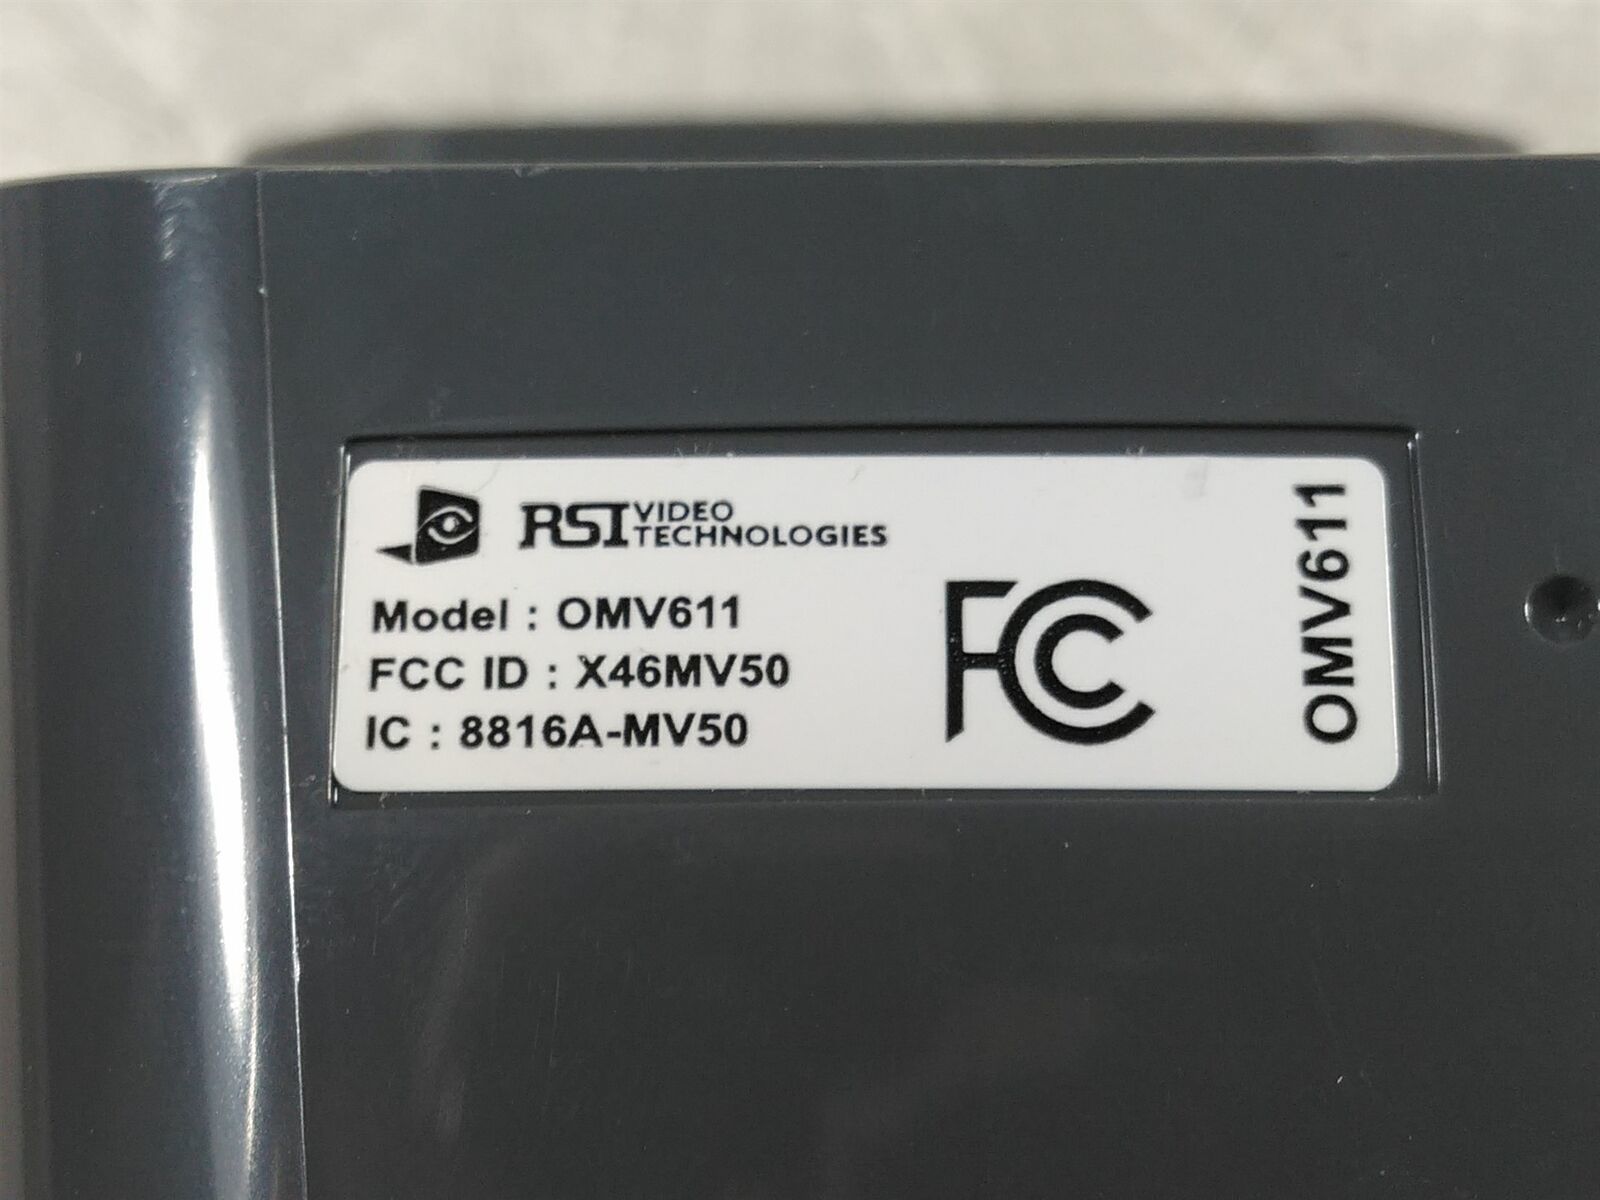 RSI VIDEO
TECHNOLOGIES
Model : OMV611
FCC ID : X46MV50
IC : 8816A-MV50
FC
OMV611